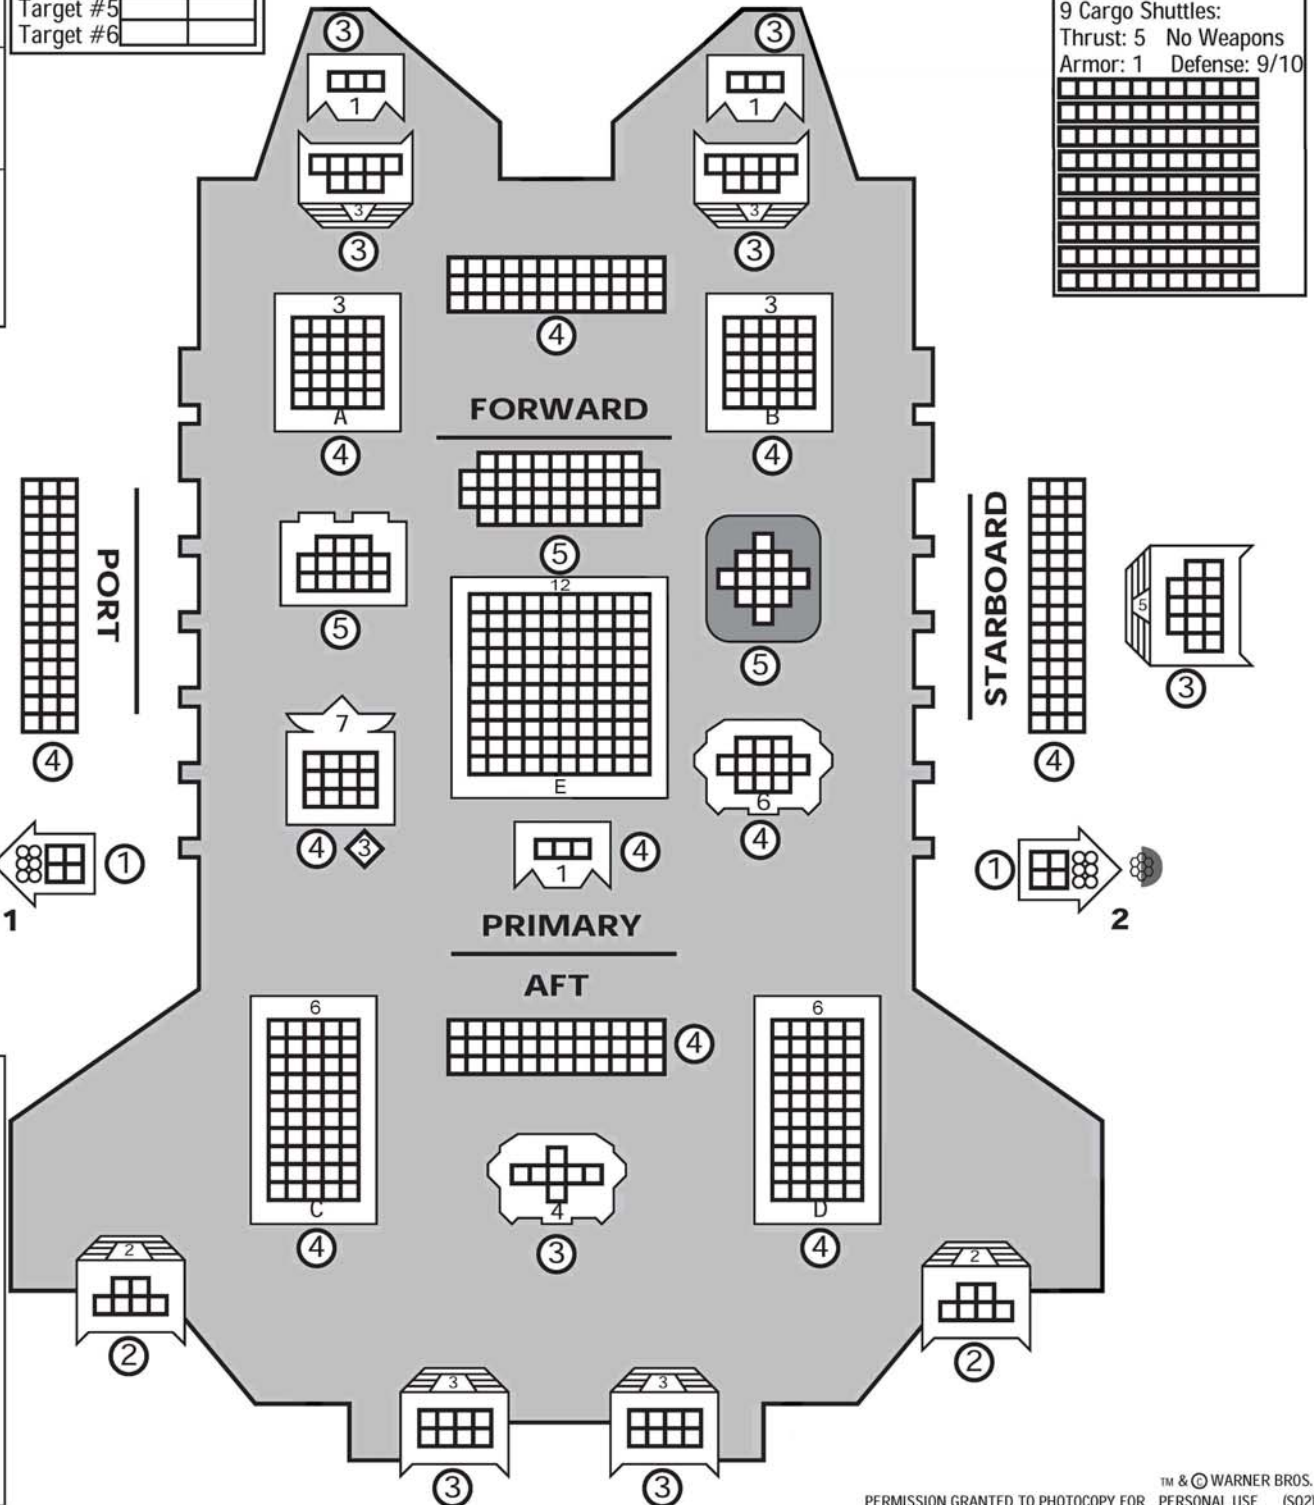 Target #5
Target #6
9 Cargo Shuttles:
Thrust: 5 No Weapons
Armor: 1 Defense: 9/10
3
3
1
1
3
3
3
3
4
3
A
4
3
B
4
FORWARD
5
5
12
E
5
PORT
4
STARBOARD
4
5
3
7
4 3
6
4
1
4
1
1
1
2
PRIMARY
AFT
6
C
4
4
6
D
4
4
3
2
2
2
2
3
3
3
3
TM & © WARNER BROS.
PERMISSION GRANTED TO PHOTOCOPY FOR PERSONAL USE